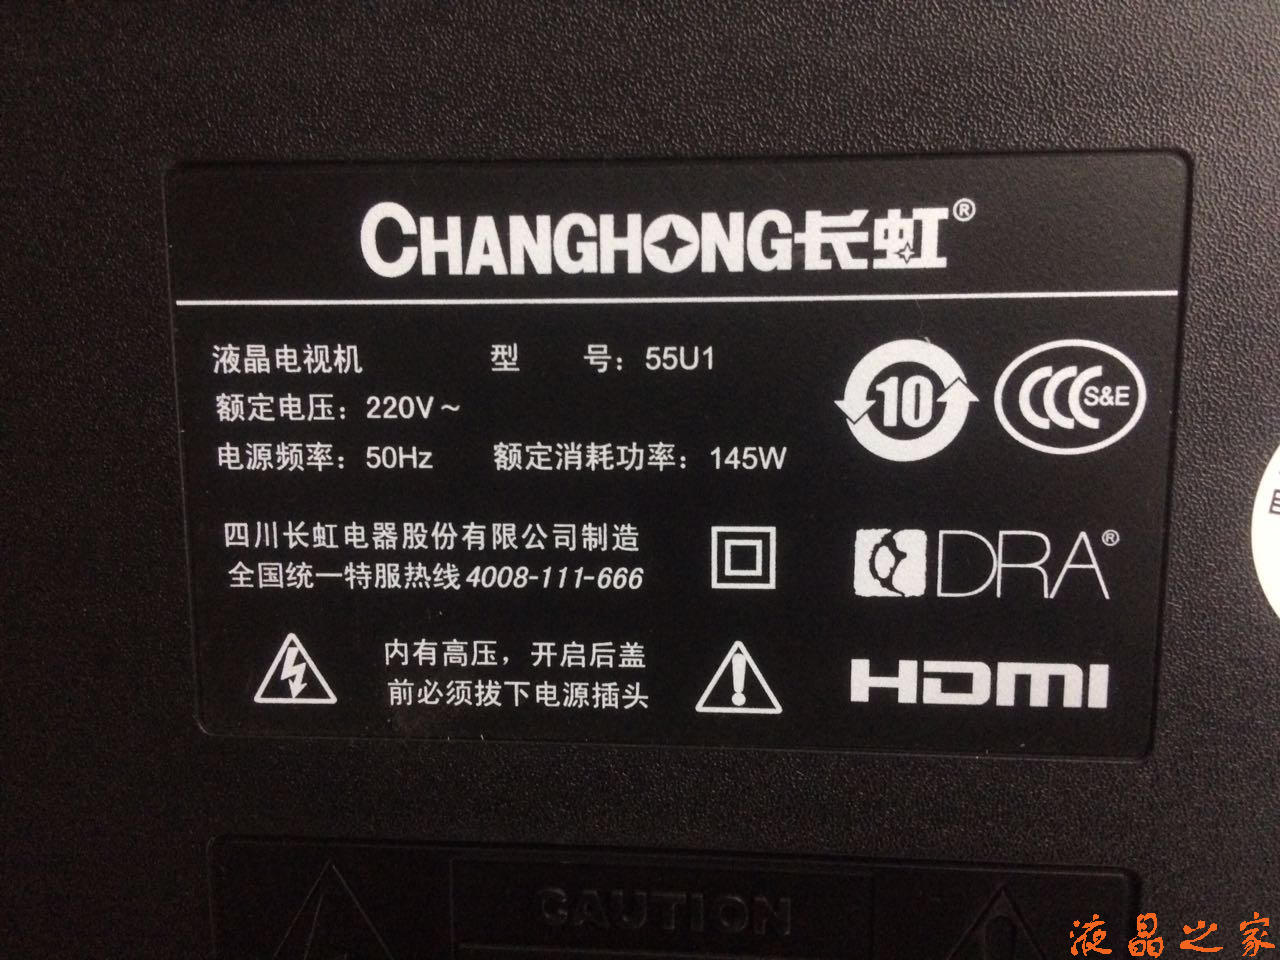 CHANGHONG长虹®
液晶电视机 型 号：55U1
额定电压：220V～
电源频率：50Hz 额定消耗功率：145W
10
CCC S&E
四川长虹电器股份有限公司制造
全国统一特服热线4008-111-666
DRA®
内有高压，开启后盖
前必须拔下电源插头
HDMI
CAUTION
液晶之家